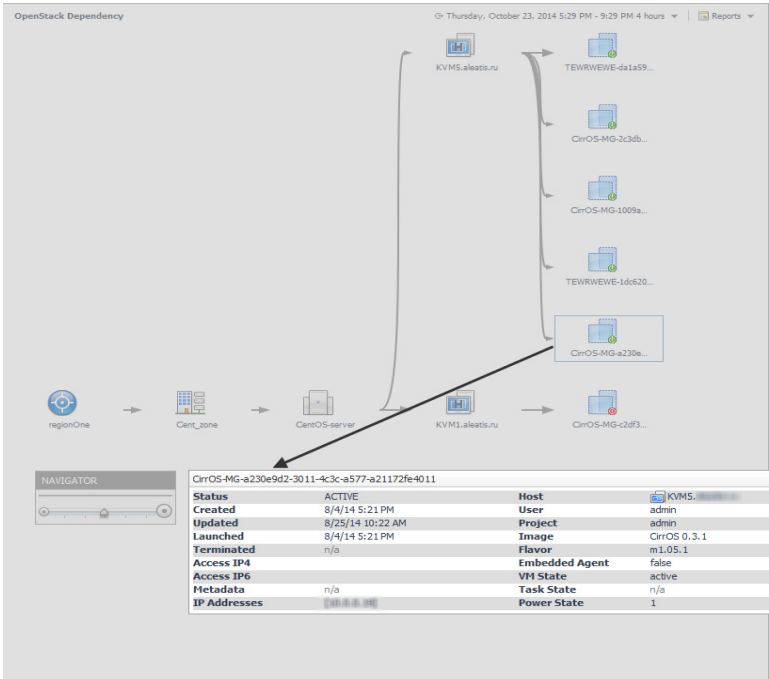 OpenStack Dependency
Thursday, October 23, 2014 5:29 PM - 9:29 PM 4 hours
Reports
KVM5.aleatis.ru
TEWRWEWE-da1a59...
CirrOS-MG-2c3db...
CirrOS-MG-1009a...
TEWRWEWE-1dc620...
CirrOS-MG-a230e...
regionOne
Cent_zone
CentOS-server
KVM1.aleatis.ru
CirrOS-MG-c2df3...
NAVIGATOR
CirrOS-MG-a230e9d2-3011-4c3c-a577-a21172fe4011
Status ACTIVE Host KVM5.
Created 8/4/14 5:21 PM User admin
Updated 8/25/14 10:22 AM Project admin
Launched 8/4/14 5:21 PM Image CirrOS 0.3.1
Terminated n/a Flavor m1.05.1
Access IP4 Embedded Agent false
Access IP6 VM State active
Metadata n/a Task State n/a
IP Addresses Power State 1